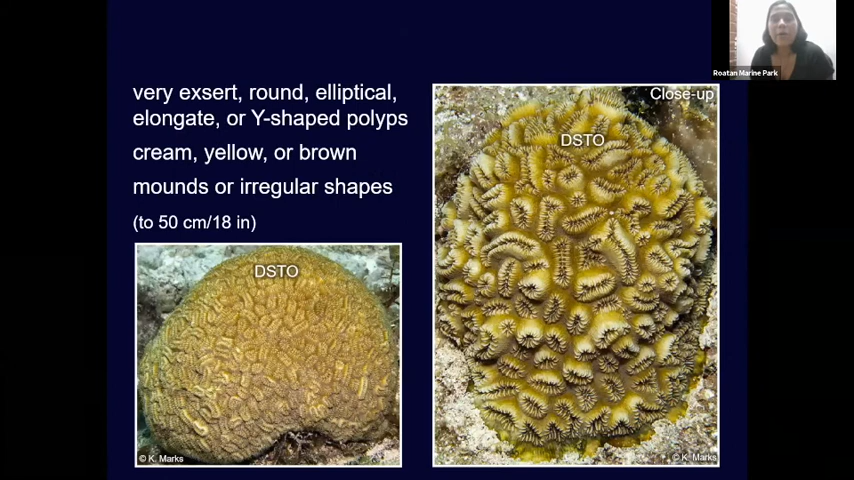 Roatan Marine Park
very exsert, round, elliptical,
elongate, or Y-shaped polyps
cream, yellow, or brown
mounds or irregular shapes
(to 50 cm/18 in)
DSTO
© K. Marks
Close-up
DSTO
© K. Marks